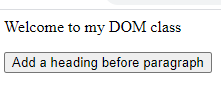 Welcome to my DOM class
Add a heading before paragraph